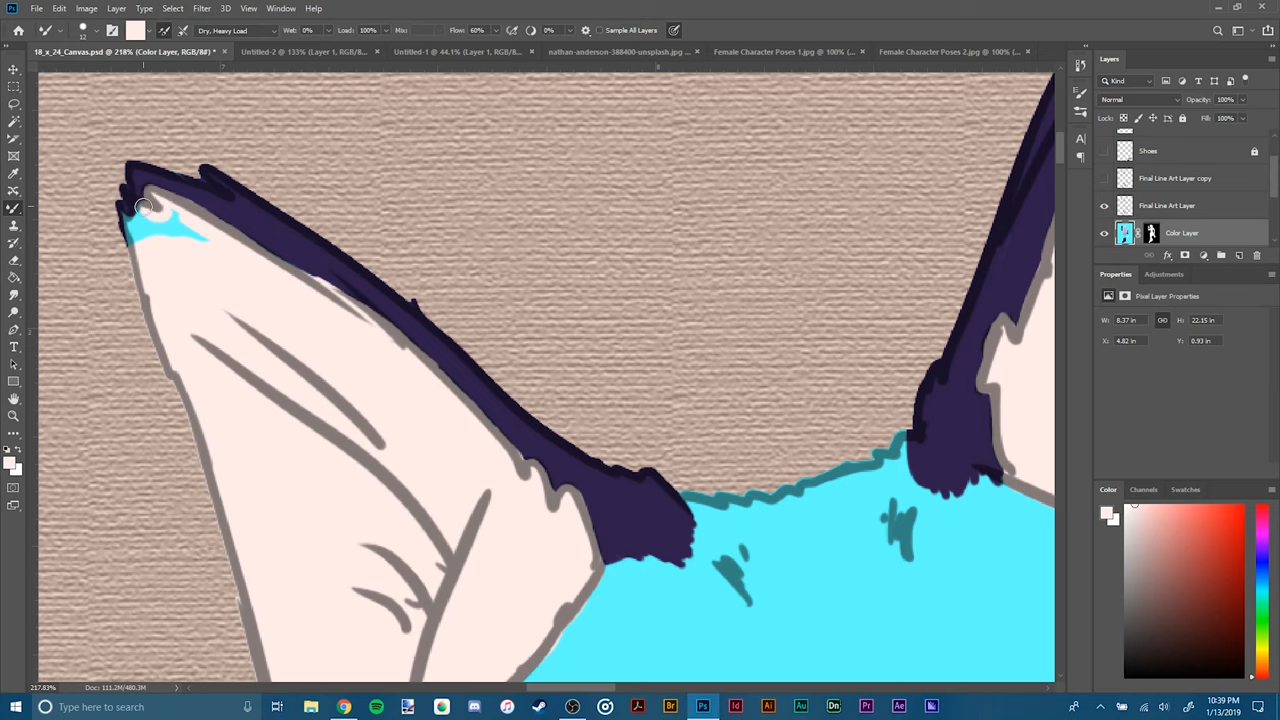 File Edit Image Layer Type Select Filter 3D View Window Help
12 Dry, Heavy Load Wet: 0% Load: 100% Mix: Flow: 60% 0% Sample All Layers
18_x_24_Canvas.psd @ 218% (Color Layer, RGB/8#) * × Untitled-2 @ 133% (Layer 1, RGB/8... × Untitled-1 @ 44.1% (Layer 1, RGB/8... × nathan-anderson-388400-unsplash.jpg ... × Female Character Poses 1.jpg @ 100% (... × Female Character Poses 2.jpg @ 100% (... ×
7 8
2
Layers
Kind
Normal Opacity: 100%
Lock: Fill: 100%
Shoes
Final Line Art Layer copy
Final Line Art Layer
Color Layer
Properties Adjustments
Pixel Layer Properties
W: 8.37 in H: 22.15 in
X: 4.82 in Y: 0.93 in
Color Channels Swatches
217.83% Doc: 111.2M/480.3M
Type here to search
10:39 PM
1/13/2019